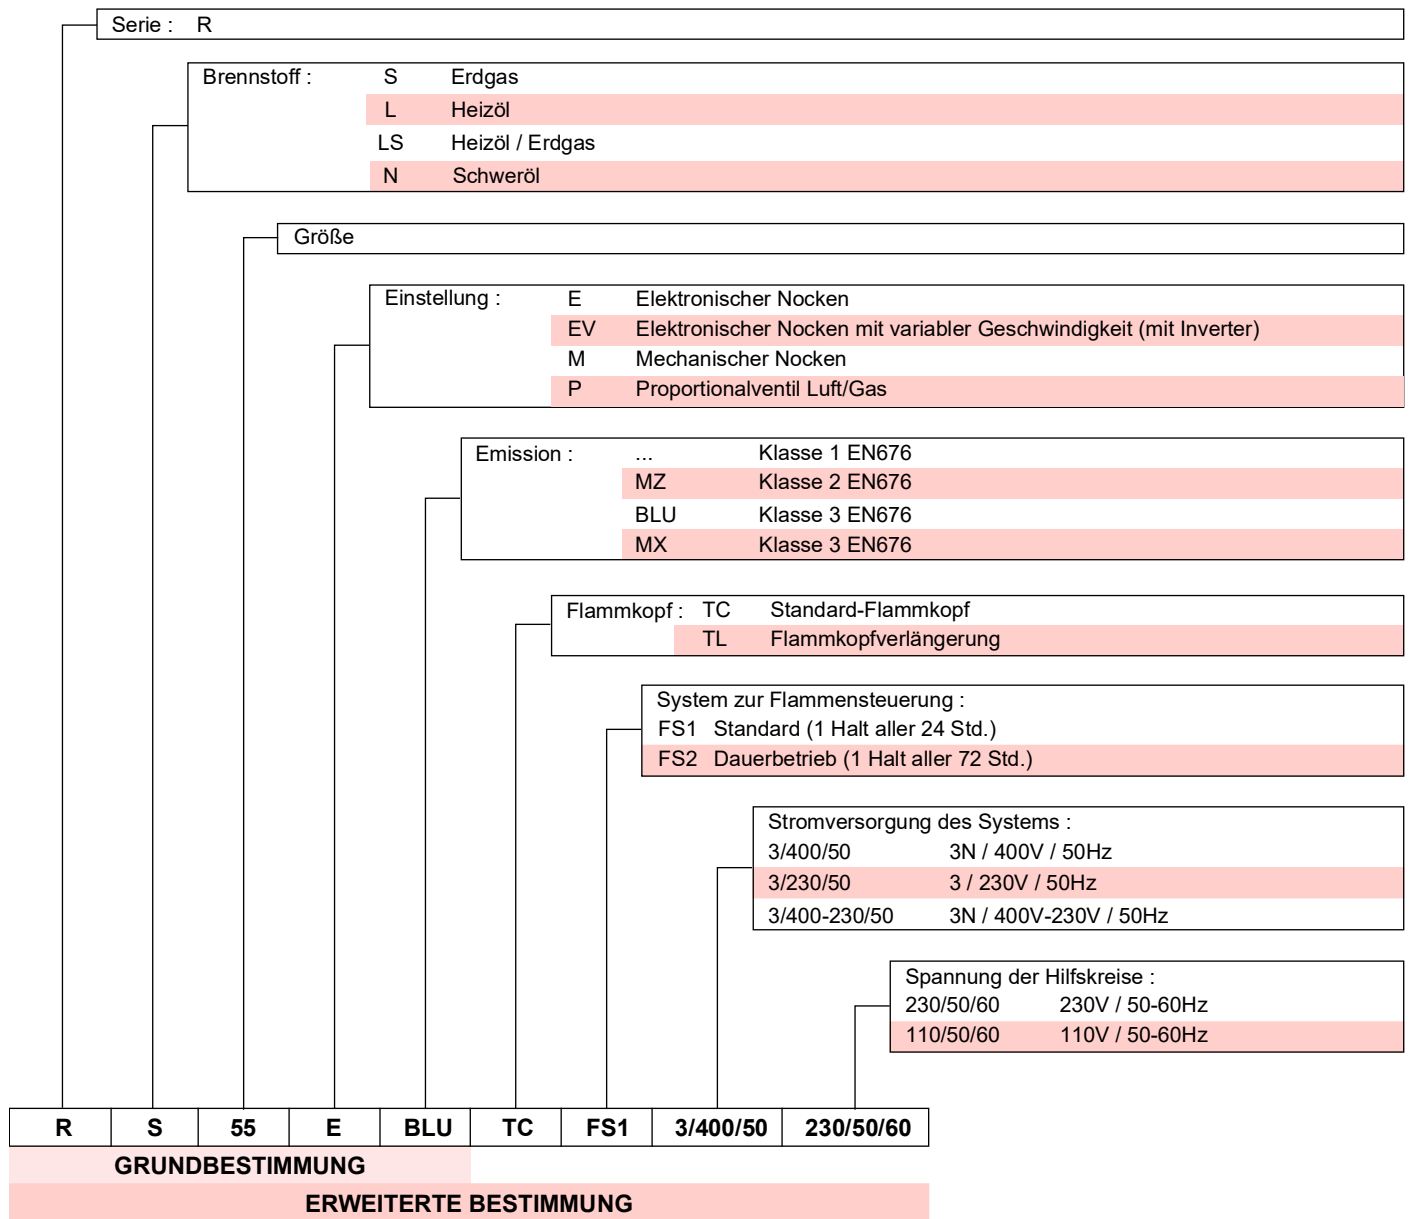 Serie : R
Brennstoff : S Erdgas
L Heizöl
LS Heizöl / Erdgas
N Schweröl
Größe
Einstellung : E Elektronischer Nocken
EV Elektronischer Nocken mit variabler Geschwindigkeit (mit Inverter)
M Mechanischer Nocken
P Proportionalventil Luft/Gas
Emission : ... Klasse 1 EN676
MZ Klasse 2 EN676
BLU Klasse 3 EN676
MX Klasse 3 EN676
Flammkopf : TC Standard-Flammkopf
TL Flammkopfverlängerung
System zur Flammensteuerung :
FS1 Standard (1 Halt aller 24 Std.)
FS2 Dauerbetrieb (1 Halt aller 72 Std.)
Stromversorgung des Systems :
3/400/50 3N / 400V / 50Hz
3/230/50 3 / 230V / 50Hz
3/400-230/50 3N / 400V-230V / 50Hz
Spannung der Hilfskreise :
230/50/60 230V / 50-60Hz
110/50/60 110V / 50-60Hz
R S 55 E BLU TC FS1 3/400/50 230/50/60
GRUNDBESTIMMUNG
ERWEITERTE BESTIMMUNG